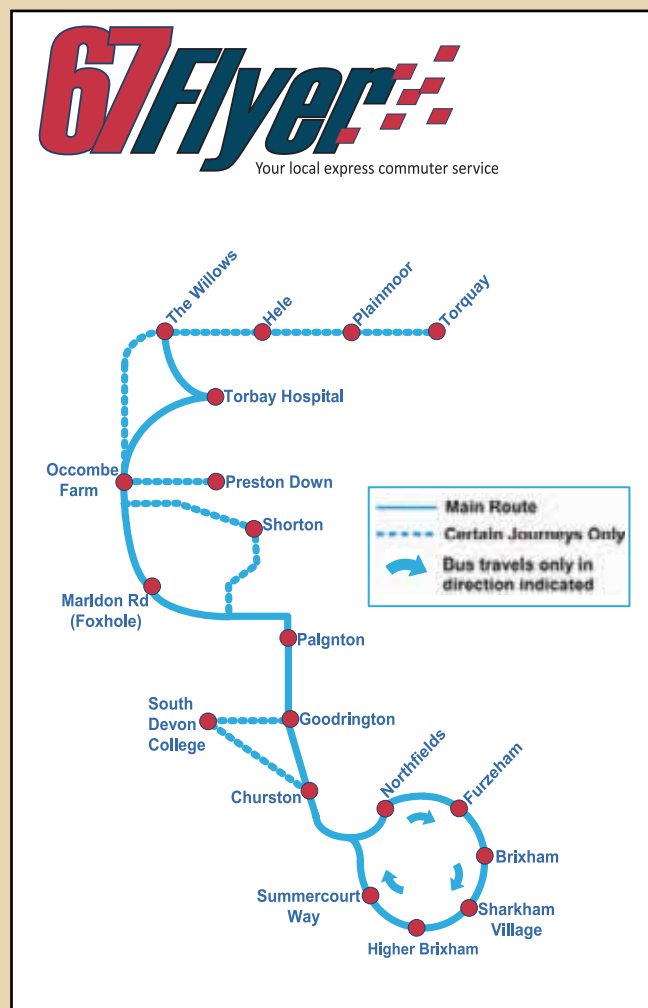 67Flyer
Your local express commuter service
The Willows
Hele
Plainmoor
Torquay
Torbay Hospital
Occombe
Farm
Preston Down
Shorton
Main Route
Certain Journeys Only
Bus travels only in
direction indicated
Marldon Rd
(Foxhole)
Palgnton
South
Devon
College
Goodrington
Churston
Northfields
Furzeham
Brixham
Summercourt
Way
Sharkham
Village
Higher Brixham